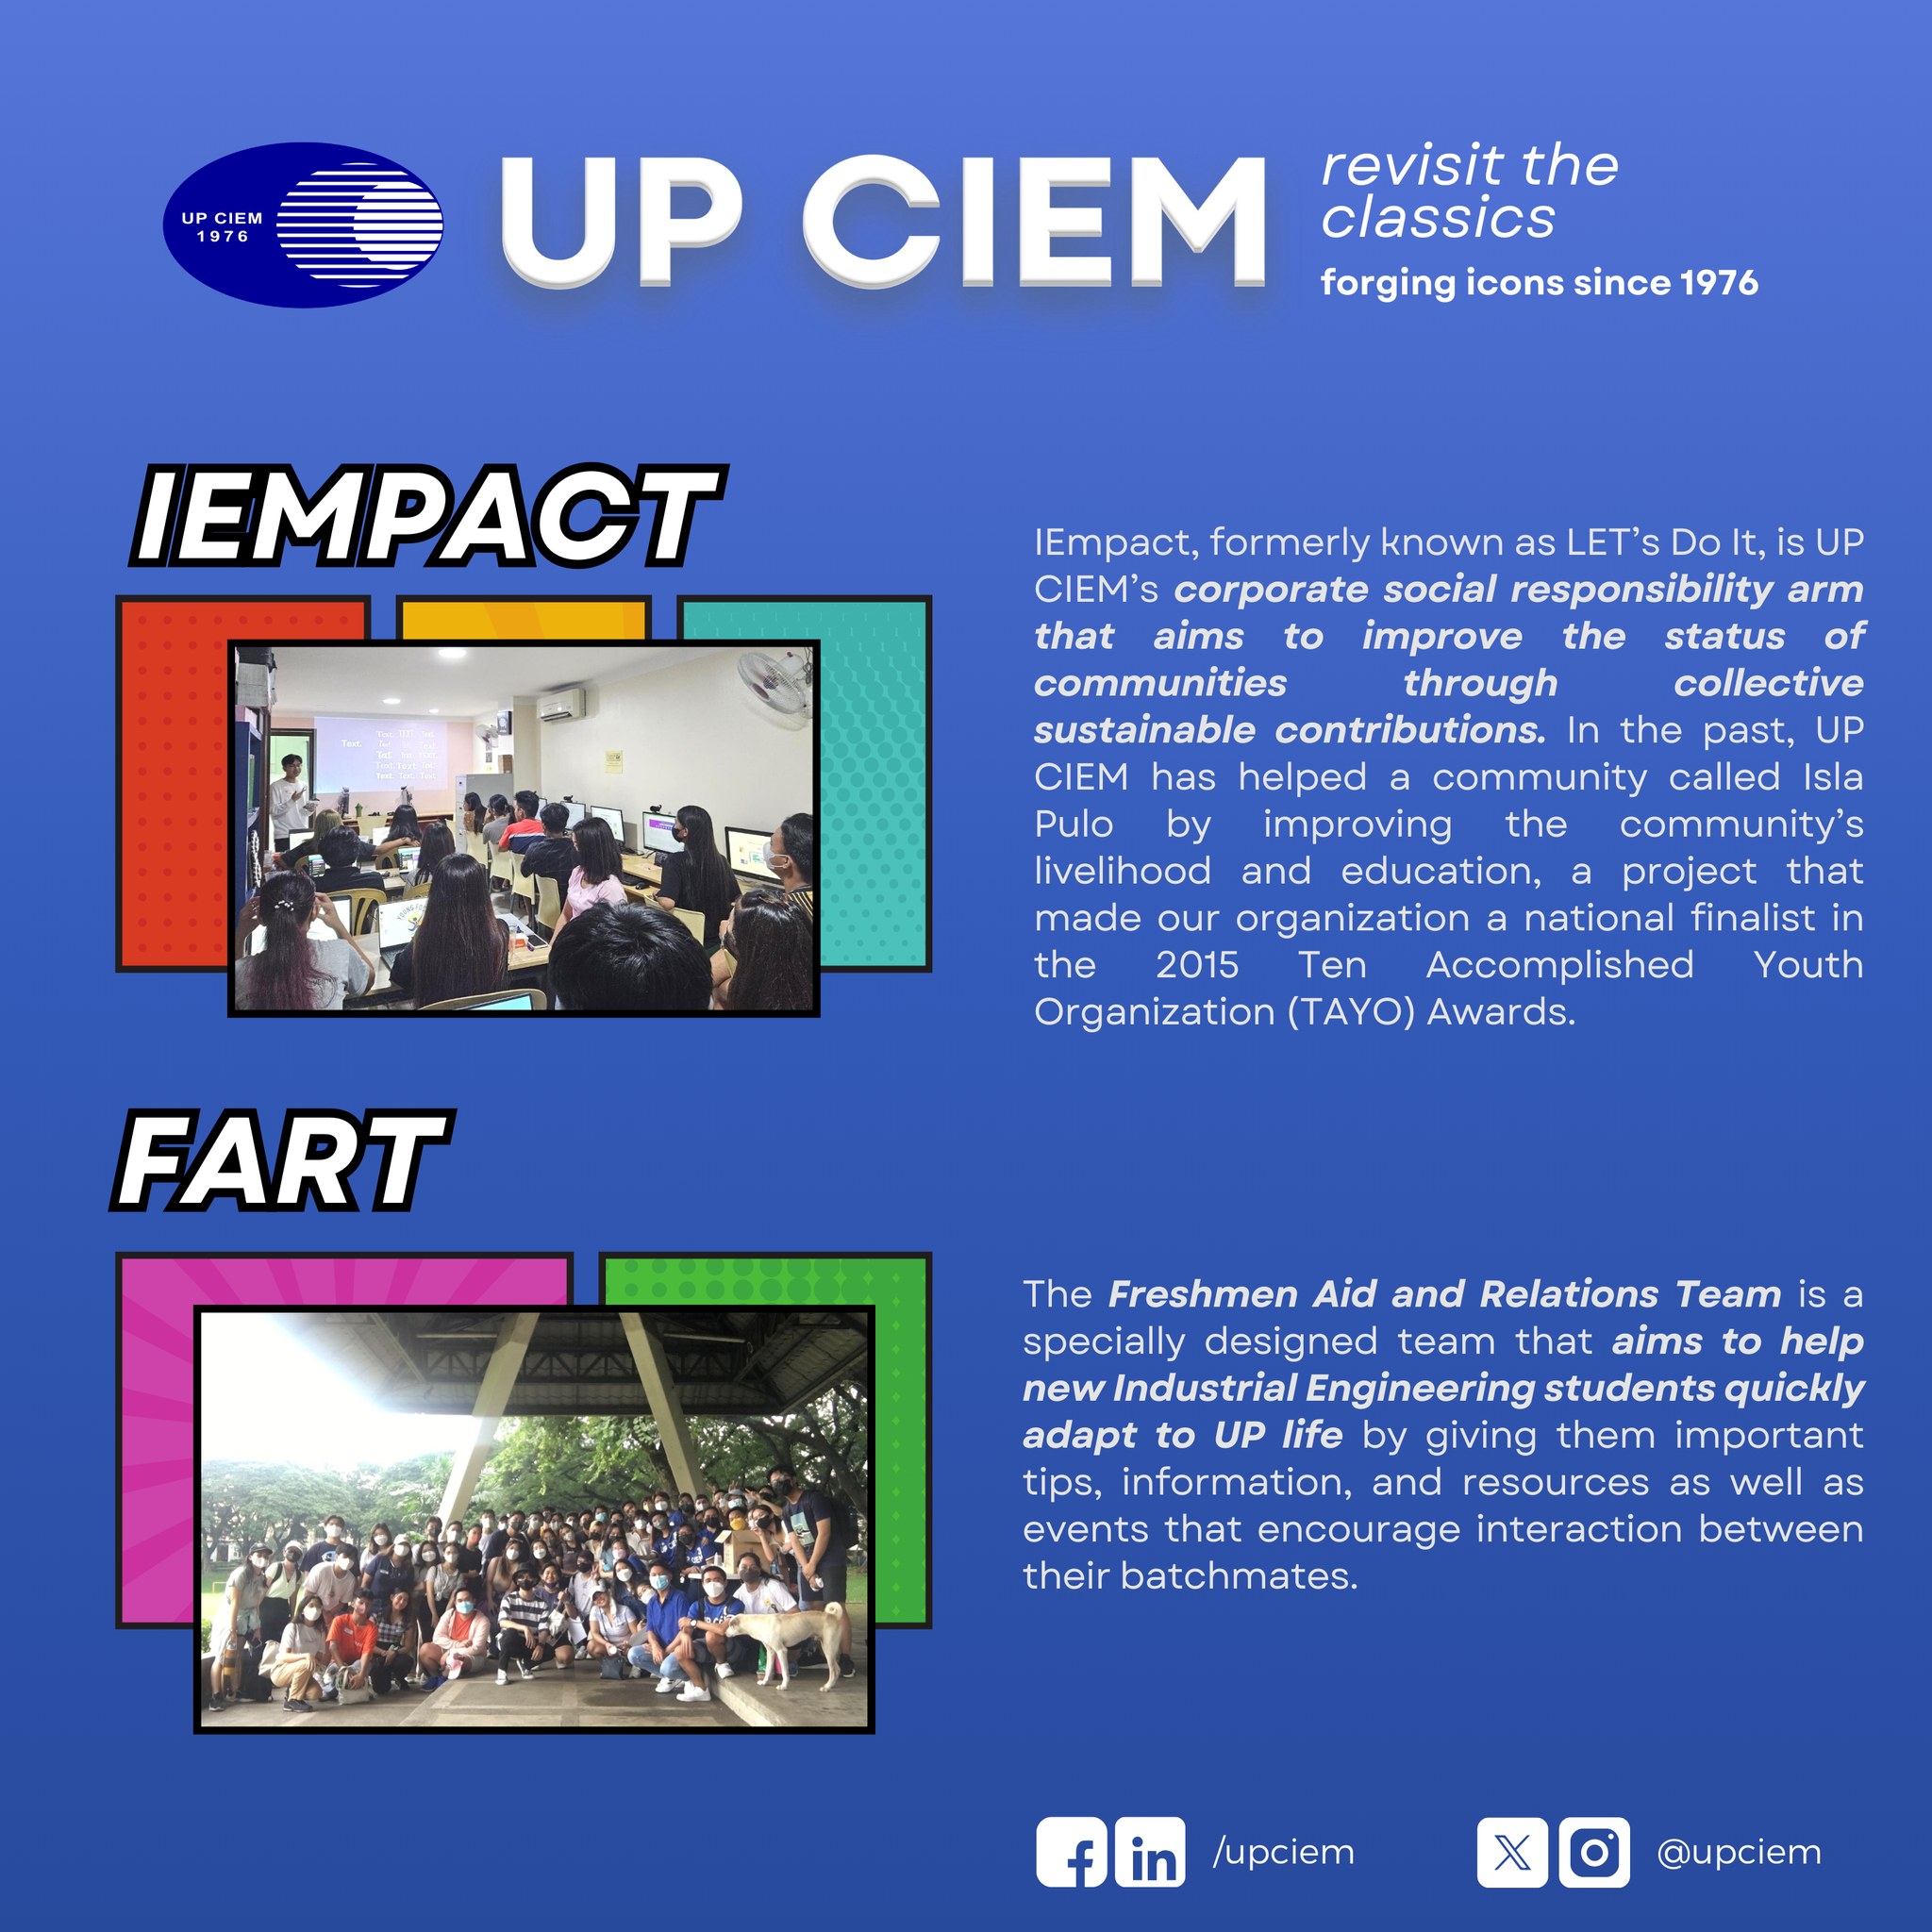 UP CIEM
1976
UP CIEM
revisit the
classics
forging icons since 1976
IEMPACT
IEmpact, formerly known as LET’s Do It, is UP
CIEM’s corporate social responsibility arm
that aims to improve the status of
communities through collective
sustainable contributions. In the past, UP
CIEM has helped a community called Isla
Pulo by improving the community’s
livelihood and education, a project that
made our organization a national finalist in
the 2015 Ten Accomplished Youth
Organization (TAYO) Awards.
FART
The Freshmen Aid and Relations Team is a
specially designed team that aims to help
new Industrial Engineering students quickly
adapt to UP life by giving them important
tips, information, and resources as well as
events that encourage interaction between
their batchmates.
/upciem
@upciem